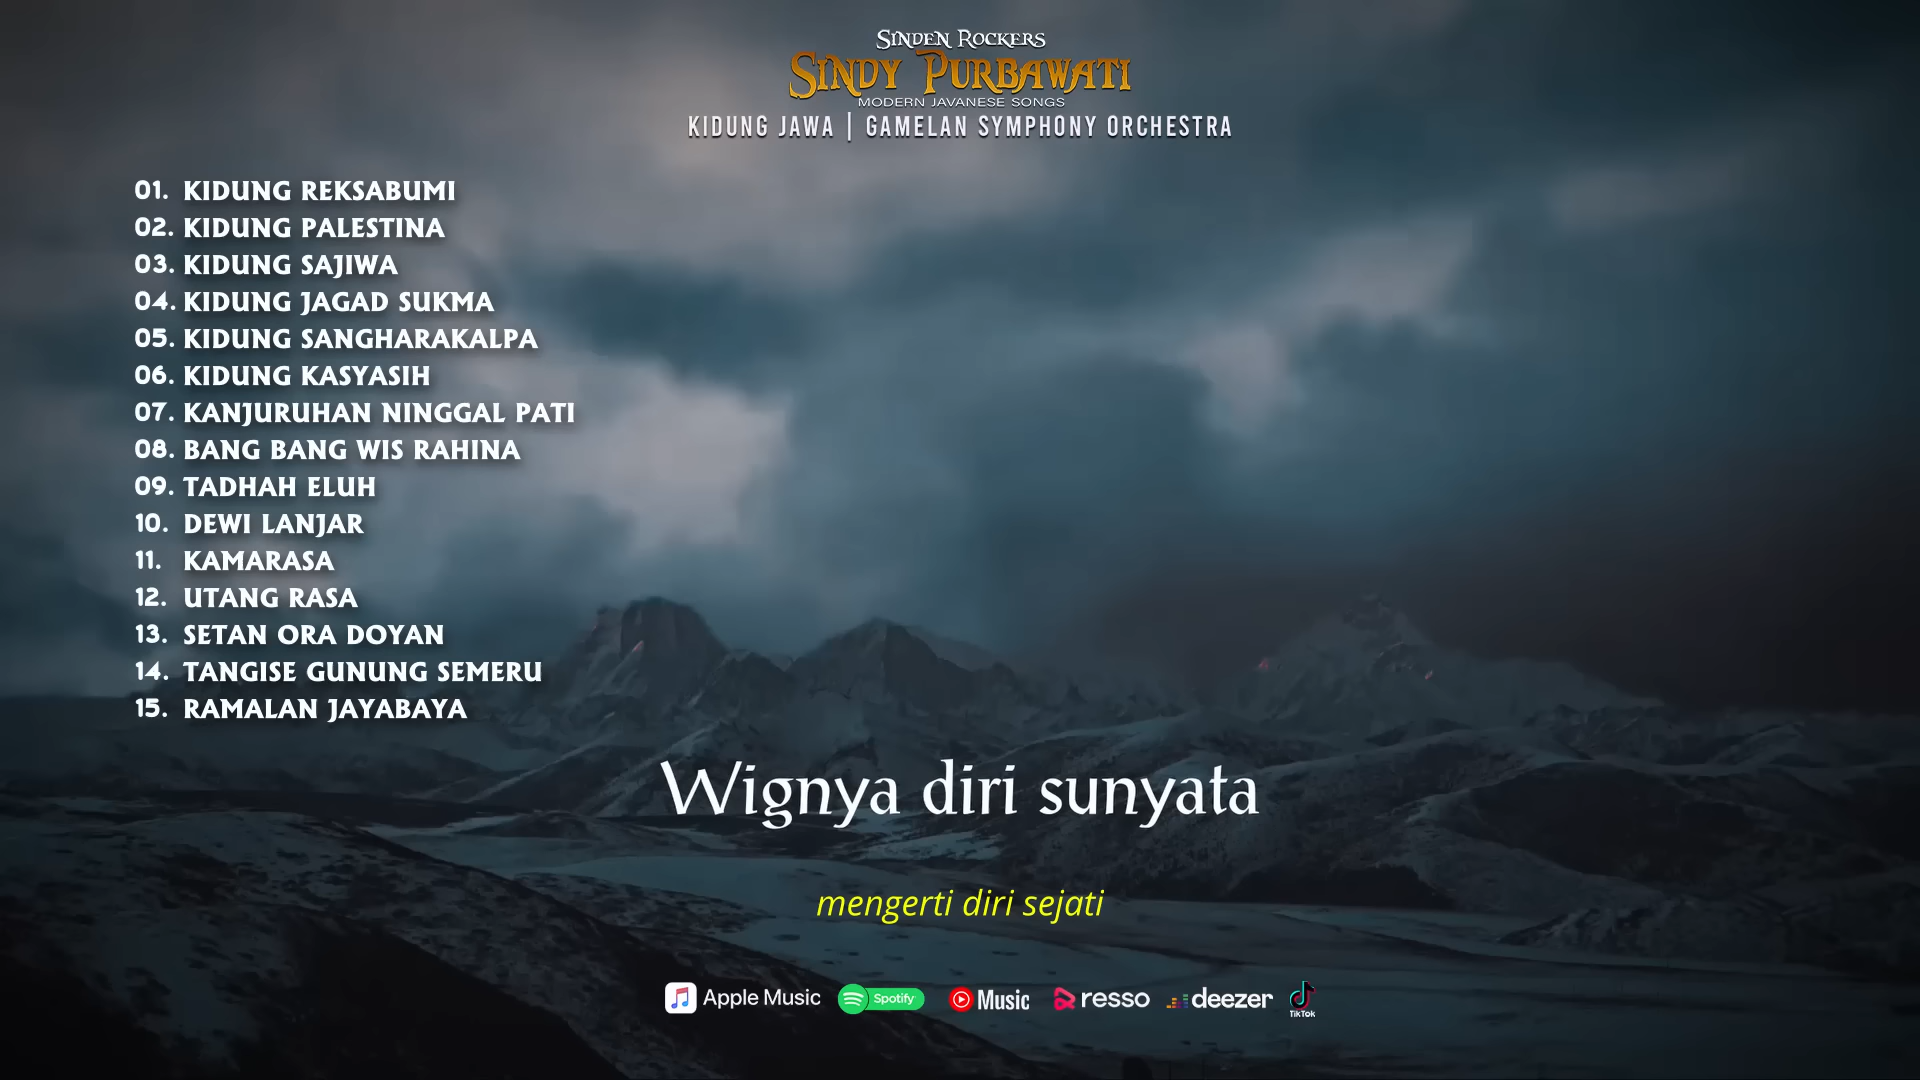 SINDEN ROCKERS
SINDY PURBAWATI
MODERN JAVANESE SONGS
KIDUNG JAWA | GAMELAN SYMPHONY ORCHESTRA
01. KIDUNG REKSABUMI
02. KIDUNG PALESTINA
03. KIDUNG SAJIWA
04. KIDUNG JAGAD SUKMA
05. KIDUNG SANGHARAKALPA
06. KIDUNG KASYASIH
07. KANJURUHAN NINGGAL PATI
08. BANG BANG WIS RAHINA
09. TADHAH ELUH
10. DEWI LANJAR
11. KAMARASA
12. UTANG RASA
13. SETAN ORA DOYAN
14. TANGISE GUNUNG SEMERU
15. RAMALAN JAYABAYA
Wignya diri sunyata
mengerti diri sejati
Apple Music Spotify Music resso deezer TikTok